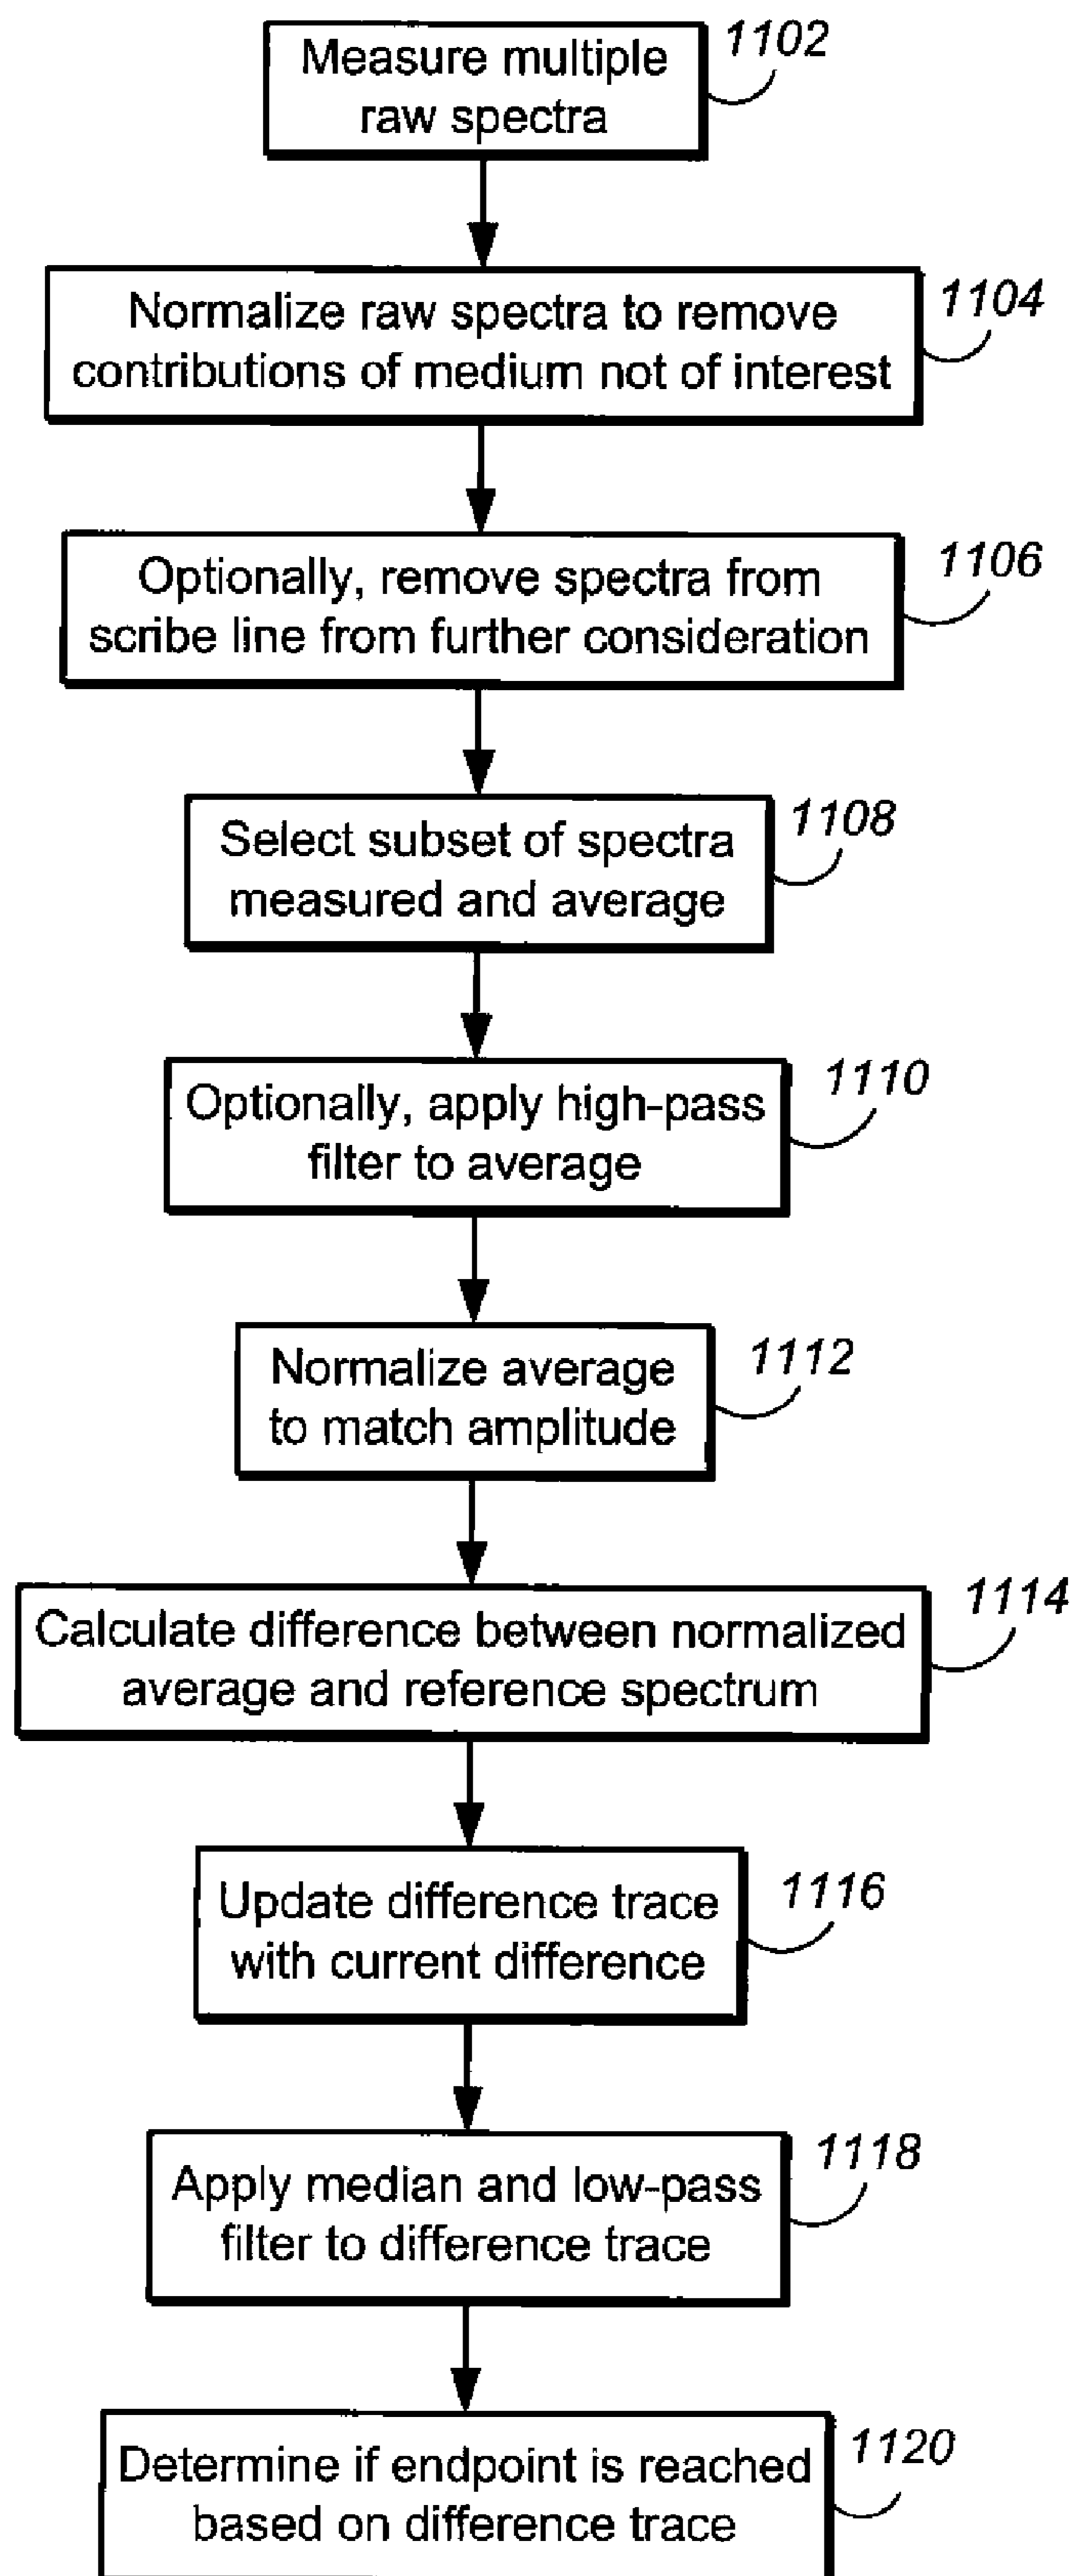 1102
Measure multiple
raw spectra
1104
Normalize raw spectra to remove
contributions of medium not of interest
1106
Optionally, remove spectra from
scribe line from further consideration
1108
Select subset of spectra
measured and average
1110
Optionally, apply high-pass
filter to average
1112
Normalize average
to match amplitude
1114
Calculate difference between normalized
average and reference spectrum
1116
Update difference trace
with current difference
1118
Apply median and low-pass
filter to difference trace
1120
Determine if endpoint is reached
based on difference trace